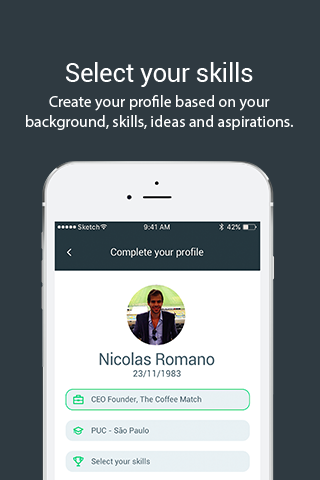 Select your skills
Create your profile based on your
background, skills, ideas and aspirations.
Sketch 9:41 AM 42%
Complete your profile
Nicolas Romano
23/11/1983
CEO Founder, The Coffee Match
PUC - São Paulo
Select your skills